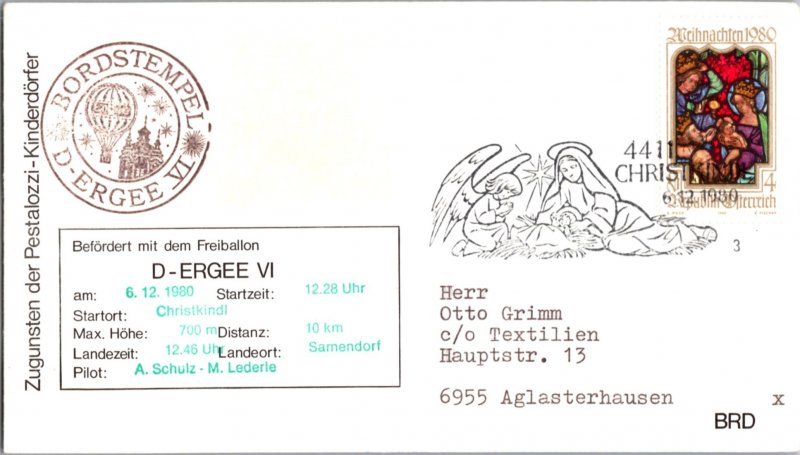 Zugunsten der Pestalozzi-Kinderdörfer
BORDSTEMPEL
D-ERGEE VI
Weihnachten 1980
4
Republik Österreich
4411
CHRISTKINDL
6.12.1980
3
Befördert mit dem Freiballon
D-ERGEE VI
am: 6. 12. 1980 Startzeit: 12.28 Uhr
Startort: Christkindl
Max. Höhe: 700 m Distanz: 10 km
Landezeit: 12.46 Uhr Landeort: Samendorf
Pilot: A. Schulz - M. Lederle
Herr
Otto Grimm
c/o Textilien
Hauptstr. 13
6955 Aglasterhausen x
BRD